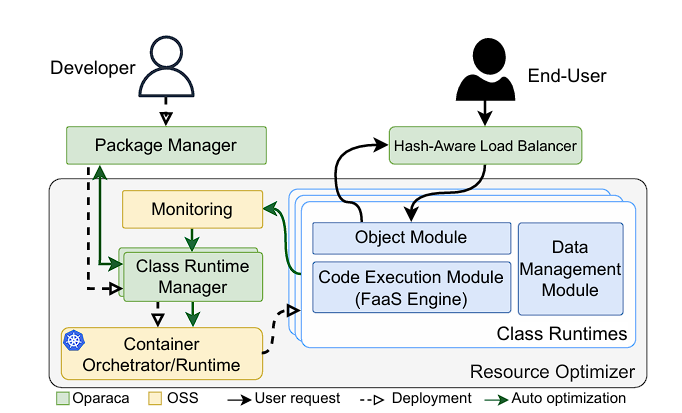 Developer
End-User
Package Manager
Hash-Aware Load Balancer
Monitoring
Object Module
Data
Management
Module
Class Runtime
Manager
Code Execution Module
(FaaS Engine)
Class Runtimes
Container
Orchetrator/Runtime
Resource Optimizer
Oparaca
OSS
User request
Deployment
Auto optimization